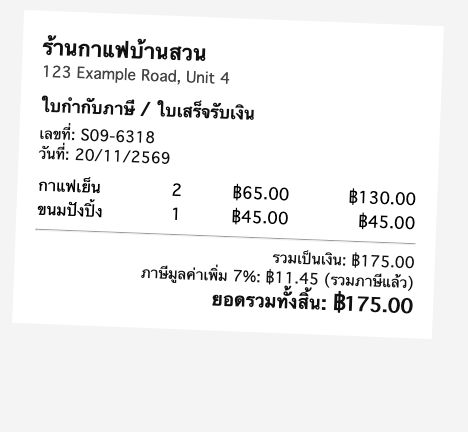 ร้านกาแฟบ้านสวน
123 Example Road, Unit 4
ใบกำกับภาษี / ใบเสร็จรับเงิน
เลขที่: S09-6318
วันที่: 20/11/2569
กาแฟเย็น 2 ฿65.00 ฿130.00
ขนมปังปิ้ง 1 ฿45.00 ฿45.00
รวมเป็นเงิน: ฿175.00
ภาษีมูลค่าเพิ่ม 7%: ฿11.45 (รวมภาษีแล้ว)
ยอดรวมทั้งสิ้น: ฿175.00